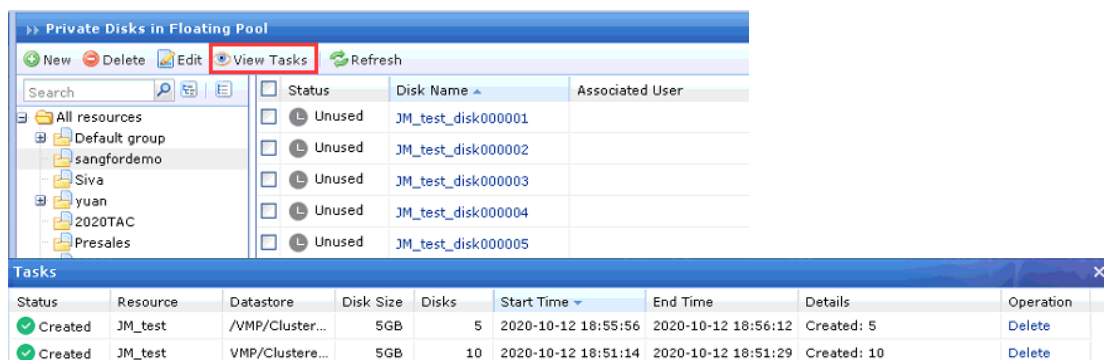 Private Disks in Floating Pool
New Delete Edit View Tasks Refresh
Search
Status Disk Name Associated User
All resources
Default group
sangfordemo
Siva
yuan
2020TAC
Presales
Unused JM_test_disk000001
Unused JM_test_disk000002
Unused JM_test_disk000003
Unused JM_test_disk000004
Unused JM_test_disk000005
Tasks
Status Resource Datastore Disk Size Disks Start Time End Time Details Operation
Created JM_test /VMP/Cluster... 5GB 5 2020-10-12 18:55:56 2020-10-12 18:56:12 Created: 5 Delete
Created JM_test VMP/Clustere... 5GB 10 2020-10-12 18:51:14 2020-10-12 18:51:29 Created: 10 Delete